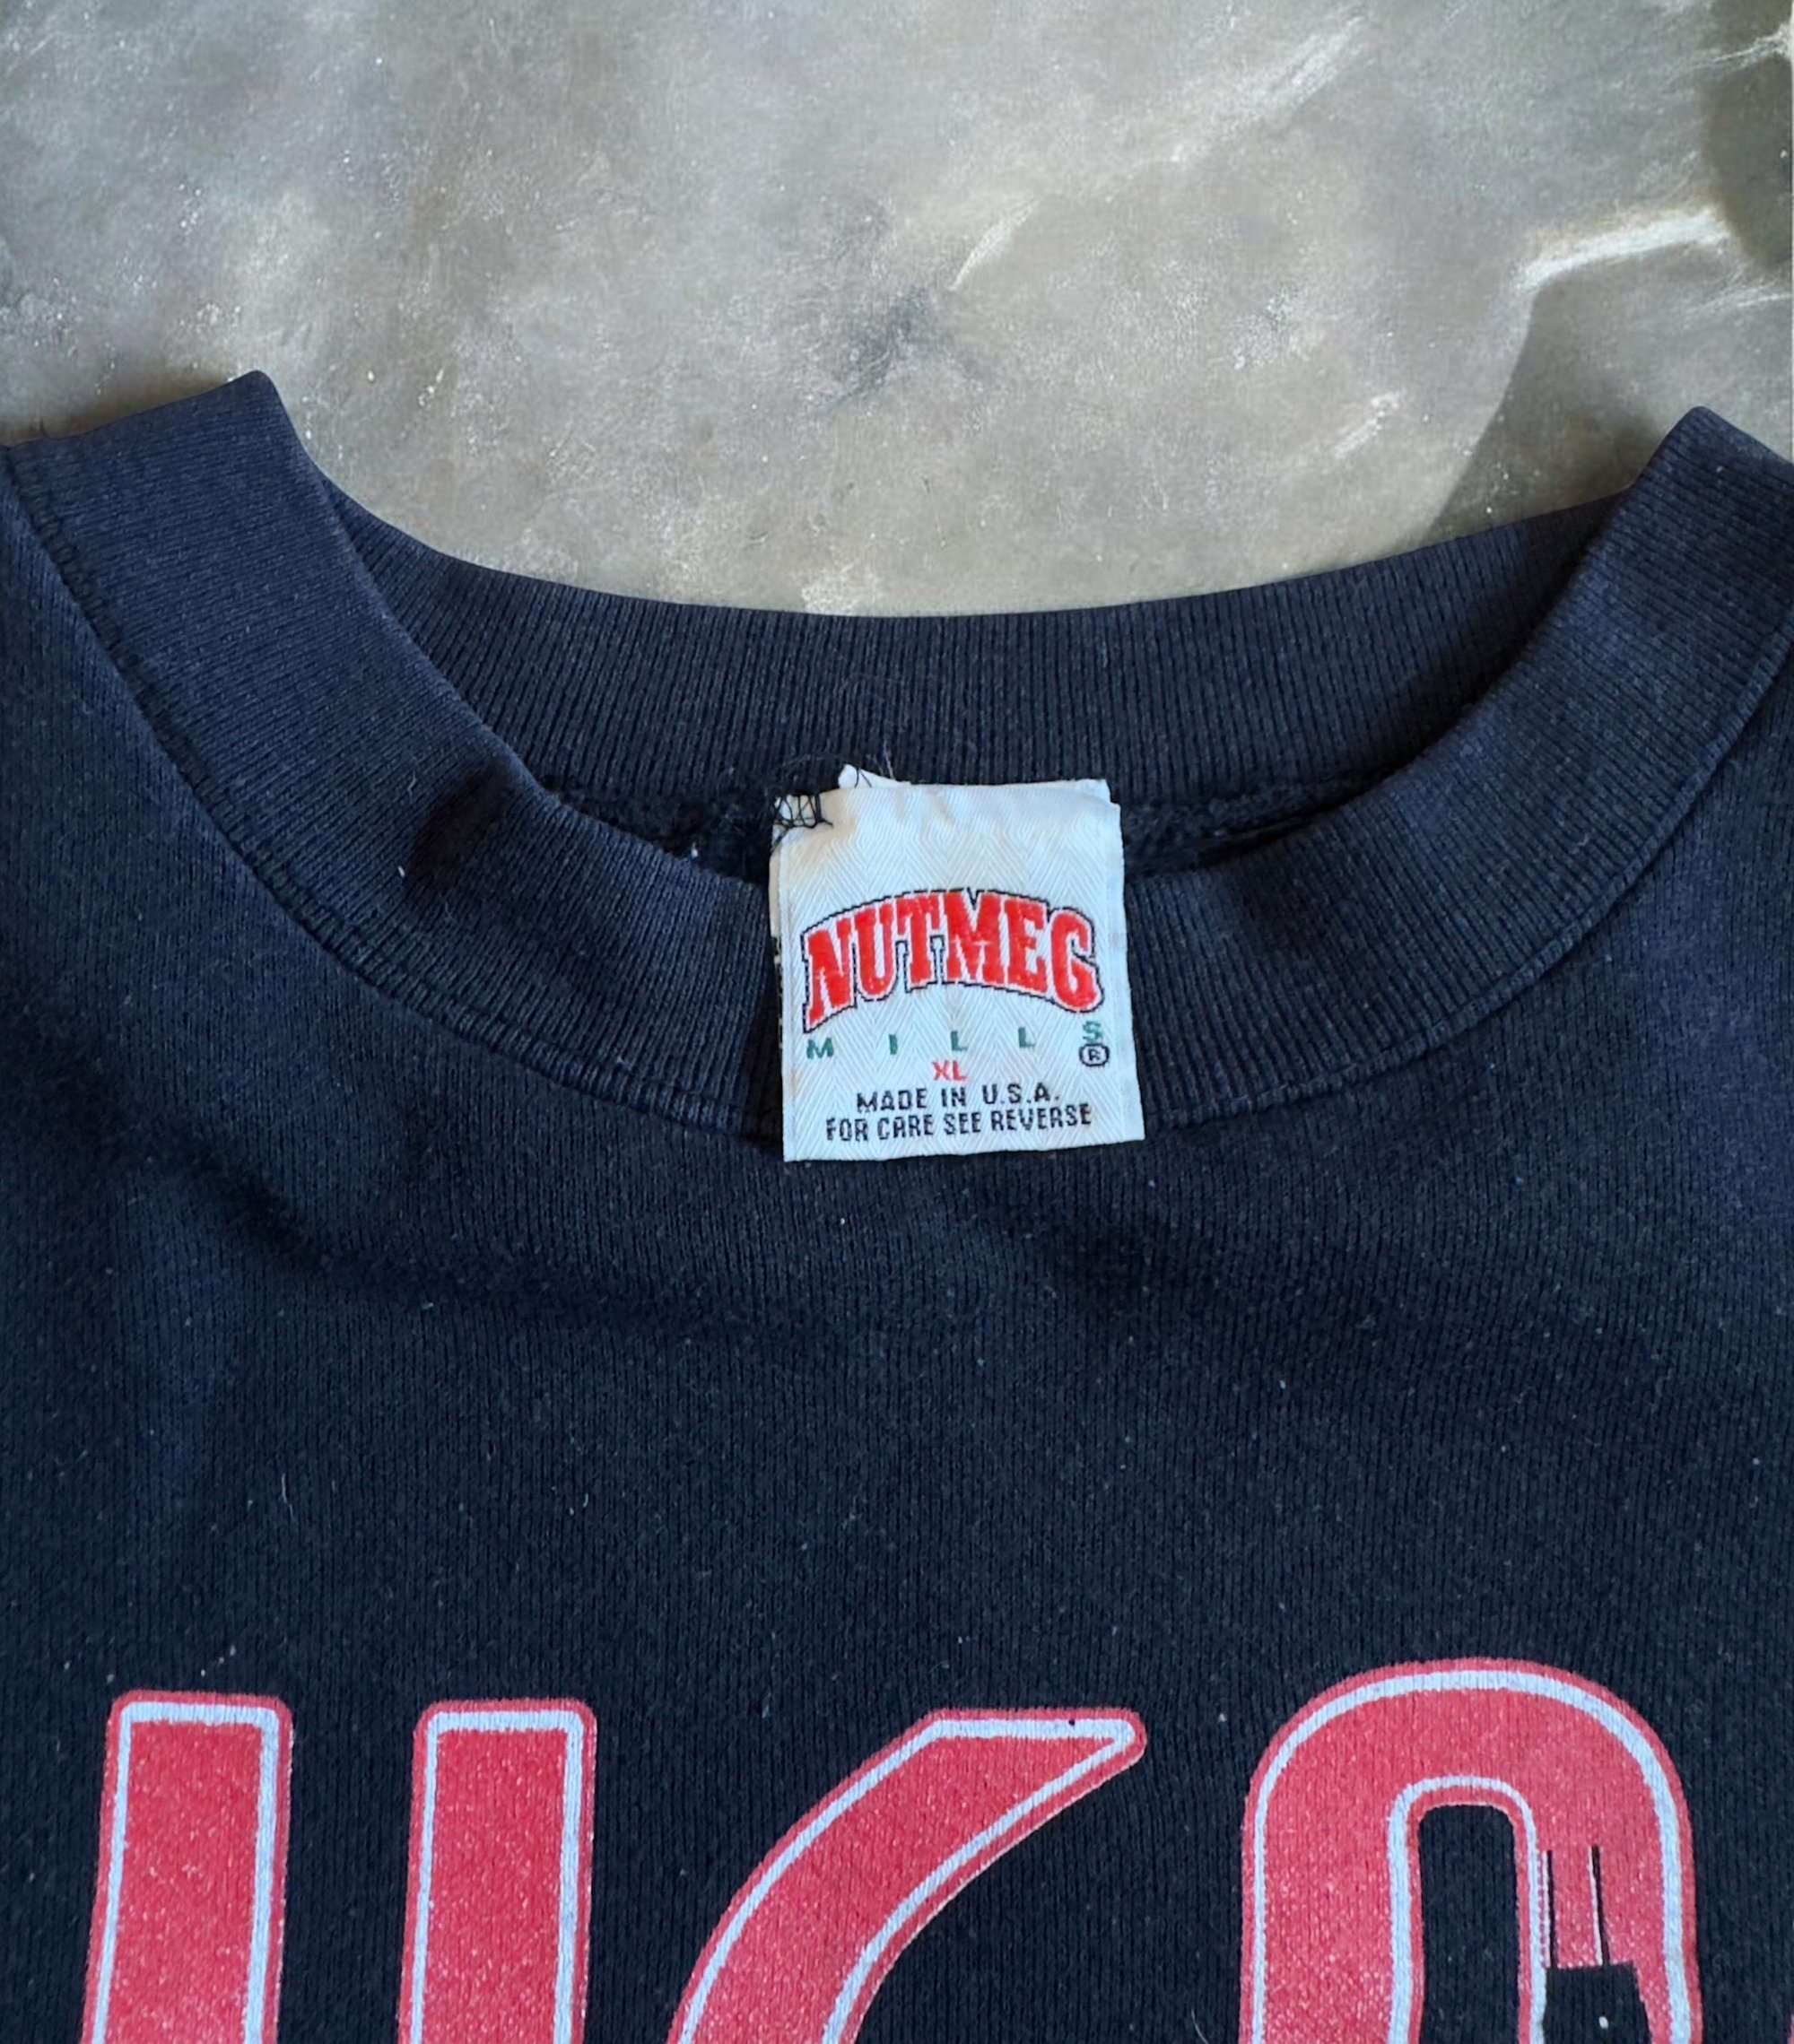 NUTMEG
MILLS®
XL
MADE IN U.S.A.
FOR CARE SEE REVERSE